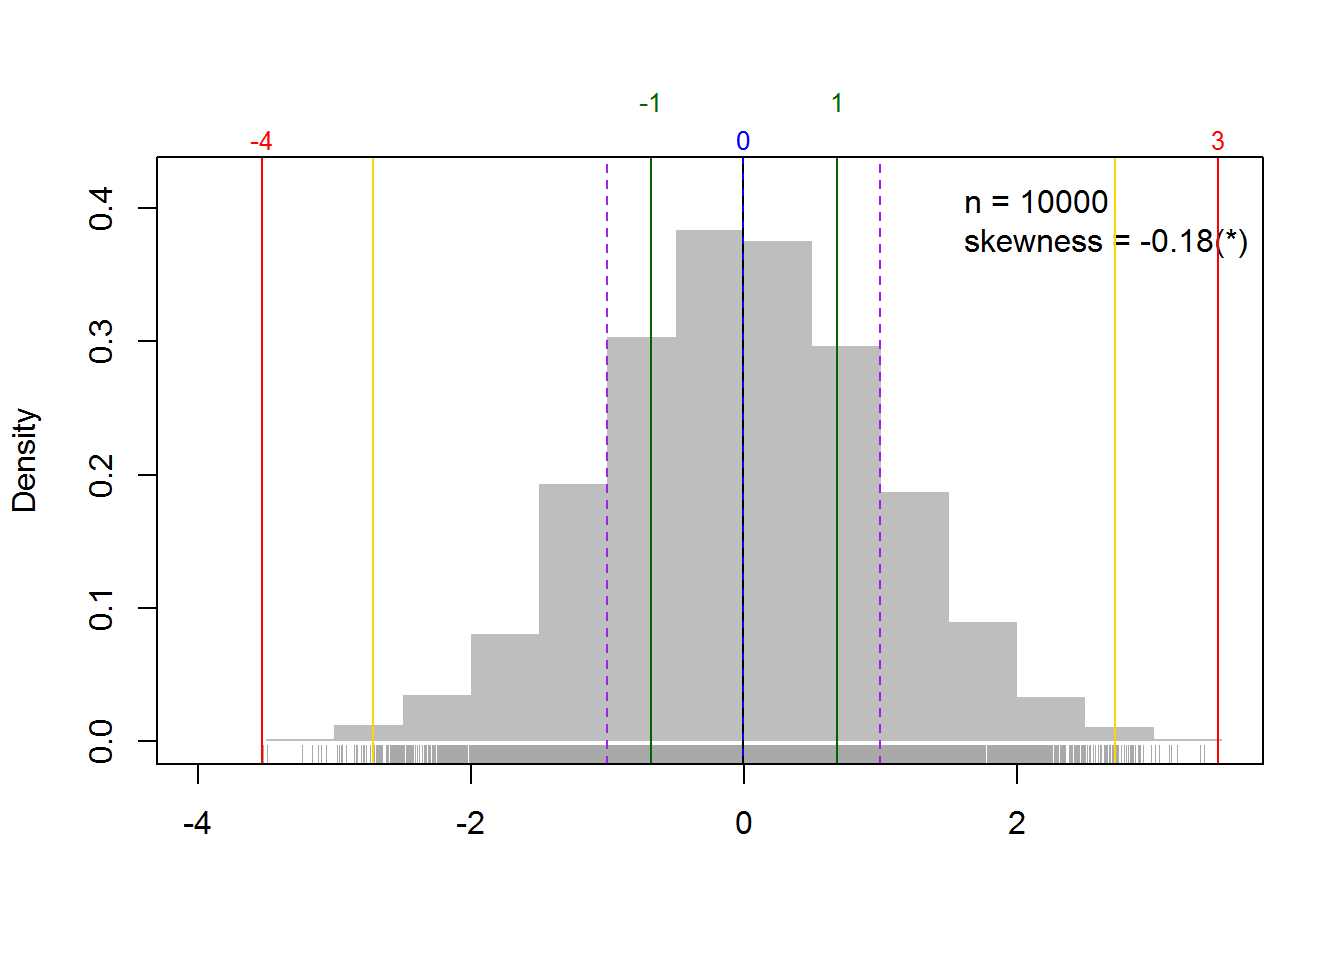 -1 1
-4 0 3
n = 10000
skewness = -0.18(*)
Density
0.4
0.3
0.2
0.1
0.0
-4 -2 0 2